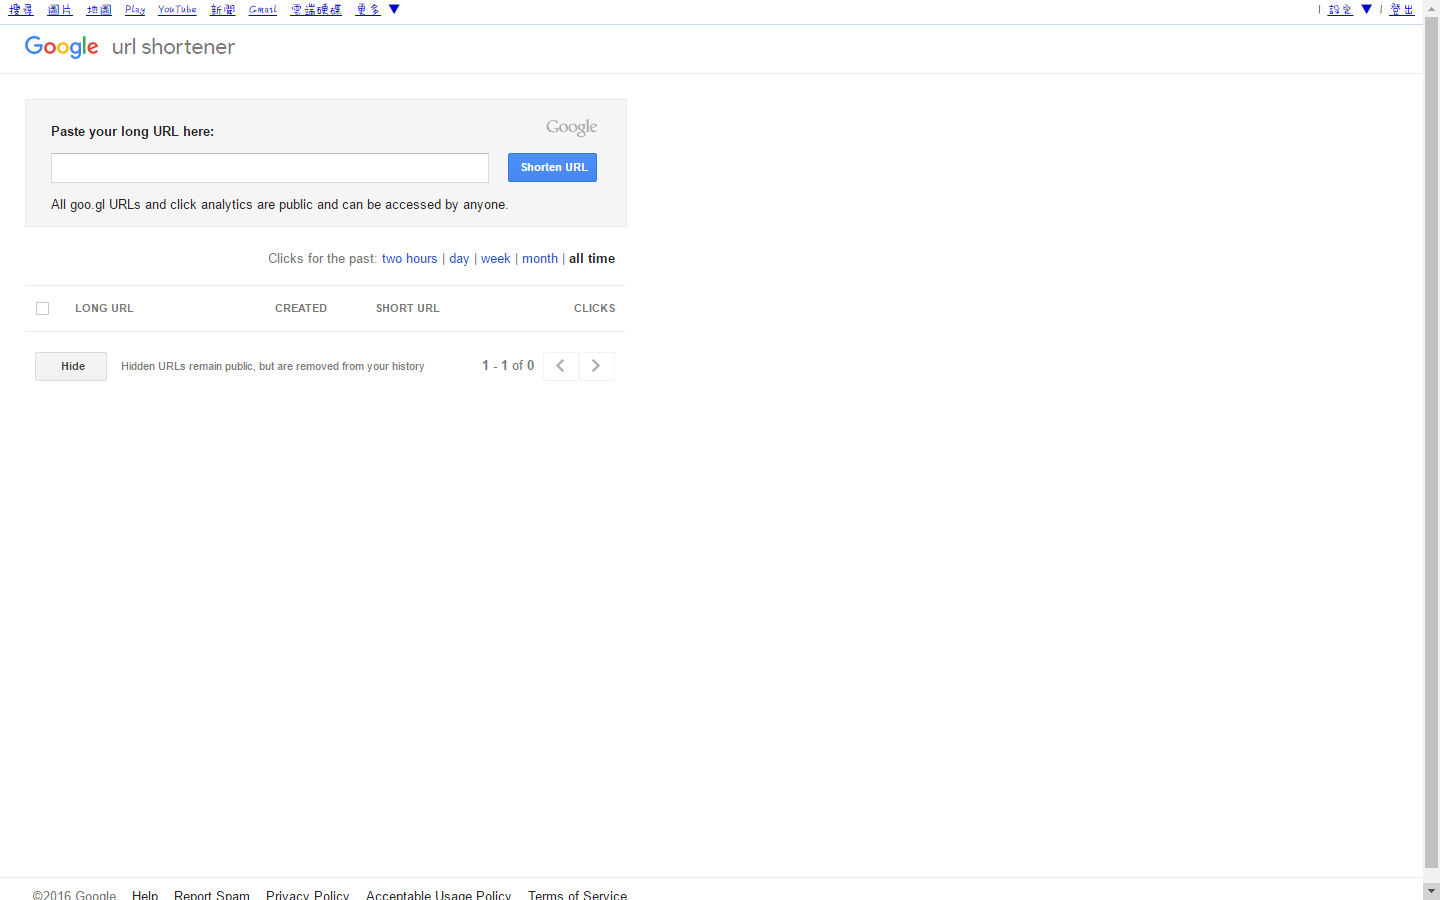 搜尋 圖片 地圖 Play YouTube 新聞 Gmail 雲端硬碟 更多 ▼ | 設定 ▼ | 登出
Google url shortener
Paste your long URL here: Google
Shorten URL
All goo.gl URLs and click analytics are public and can be accessed by anyone.
Clicks for the past: two hours | day | week | month | all time
LONG URL CREATED SHORT URL CLICKS
Hide Hidden URLs remain public, but are removed from your history 1 - 1 of 0
©2016 Google Help Report Spam Privacy Policy Acceptable Usage Policy Terms of Service